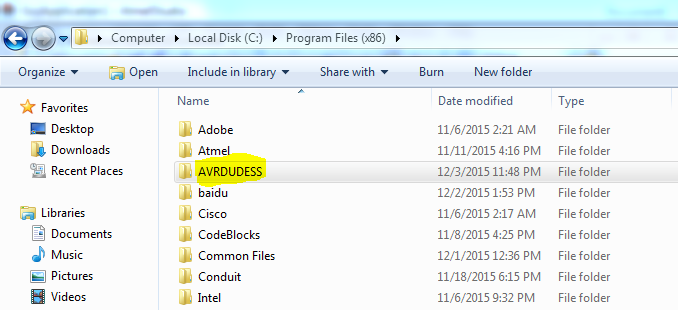 Computer Local Disk (C:) Program Files (x86)
Organize Open Include in library Share with Burn New folder
Name Date modified Type
Favorites
Desktop
Downloads
Recent Places
Libraries
Documents
Music
Pictures
Videos
Adobe 11/6/2015 2:21 AM File folder
Atmel 11/11/2015 4:16 PM File folder
AVRDUDESS 12/3/2015 11:48 PM File folder
baidu 12/2/2015 1:53 PM File folder
Cisco 11/6/2015 2:17 AM File folder
CodeBlocks 11/8/2015 4:25 PM File folder
Common Files 12/1/2015 12:36 PM File folder
Conduit 11/18/2015 6:15 PM File folder
Intel 11/6/2015 9:32 PM File folder